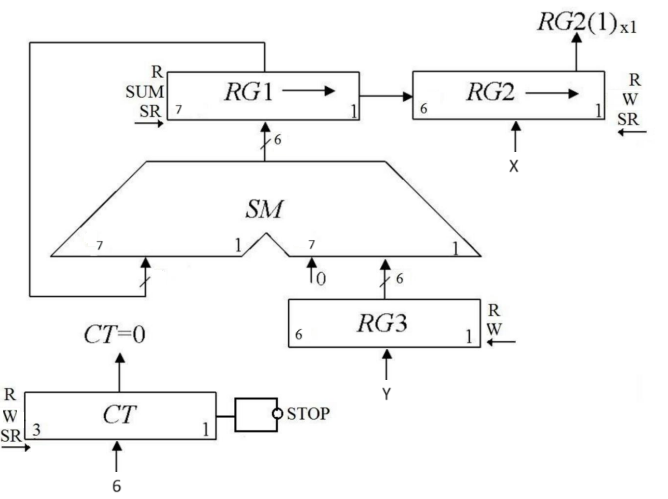 RG2(1)x1
R
SUM
SR
RG1
7
1
RG2
6
1
R
W
SR
6
X
SM
7
1
7
1
0
6
RG3
6
1
R
W
CT=0
Y
R
W
SR
CT
3
1
STOP
6